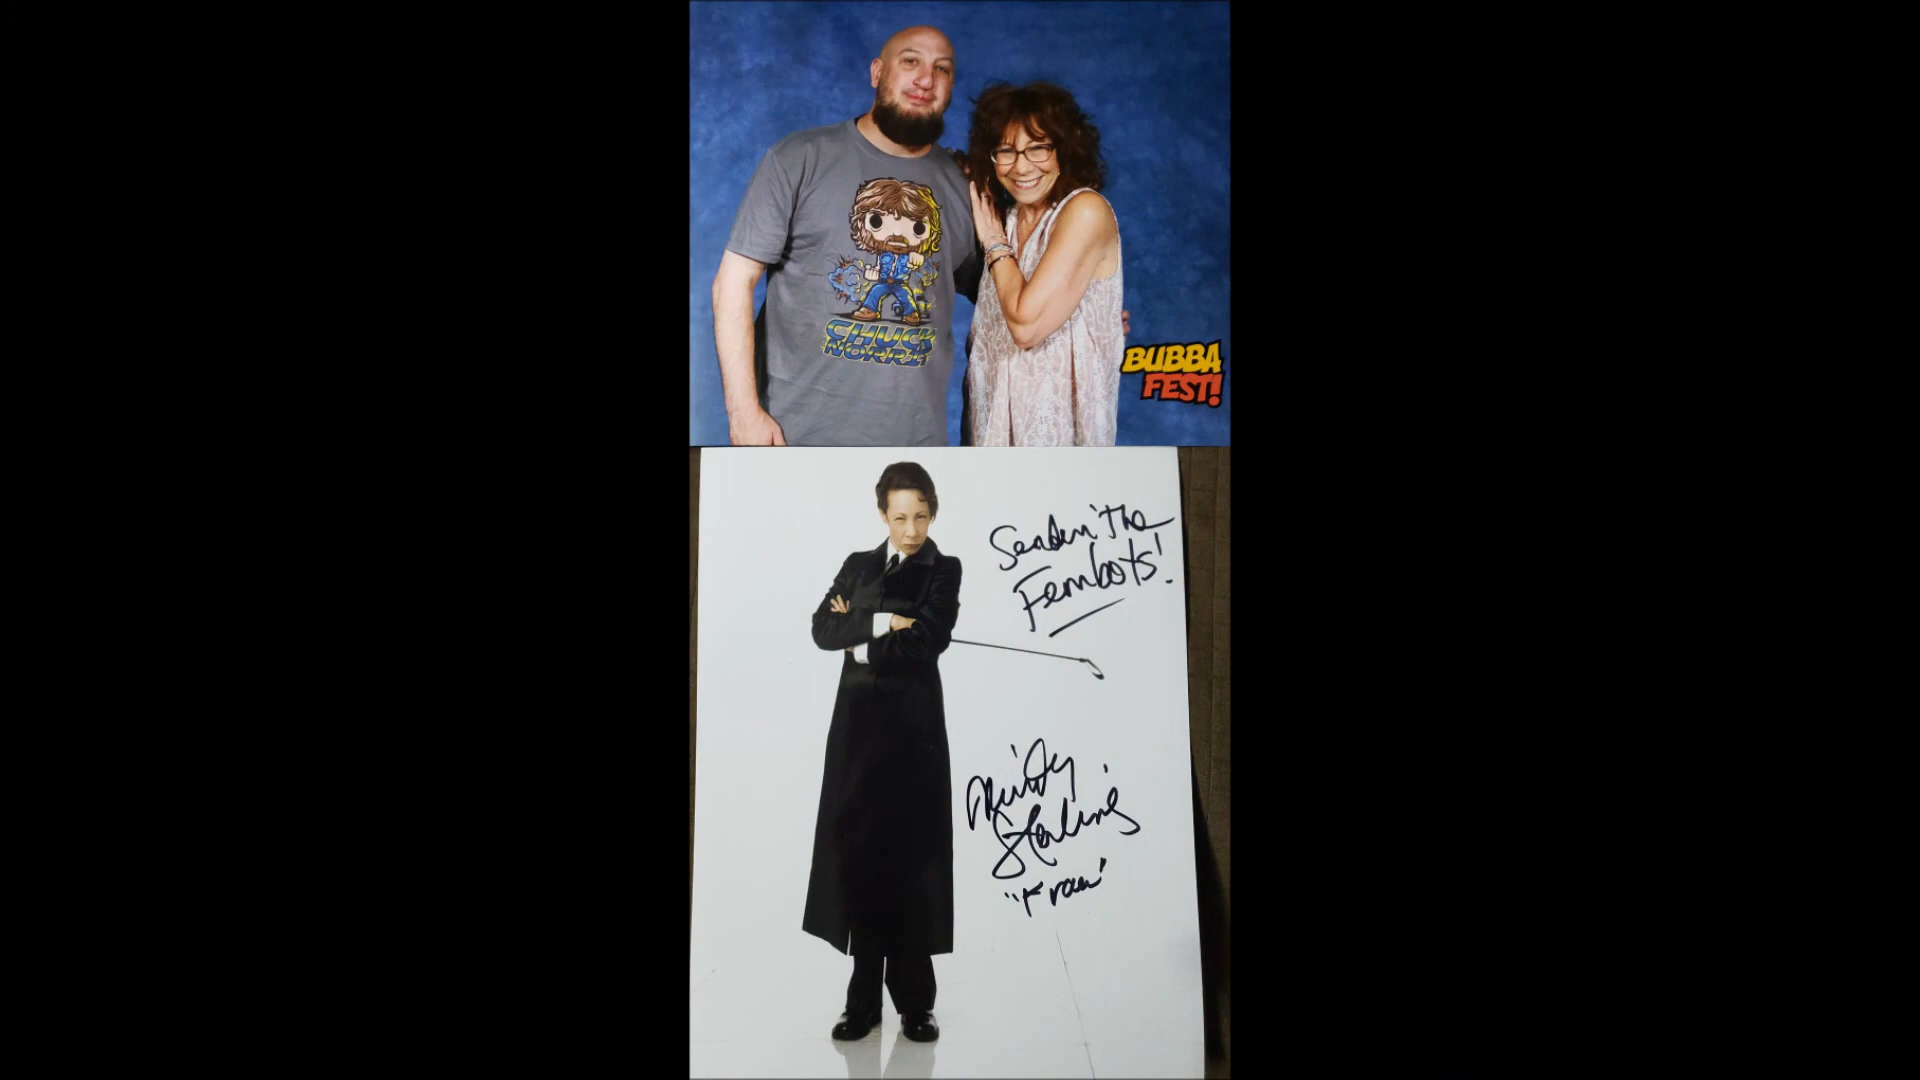 CHUCK
NORRIS
BUBBA
FEST!
Send in The
Fembots!
Mindy
Sterling
"Frau"